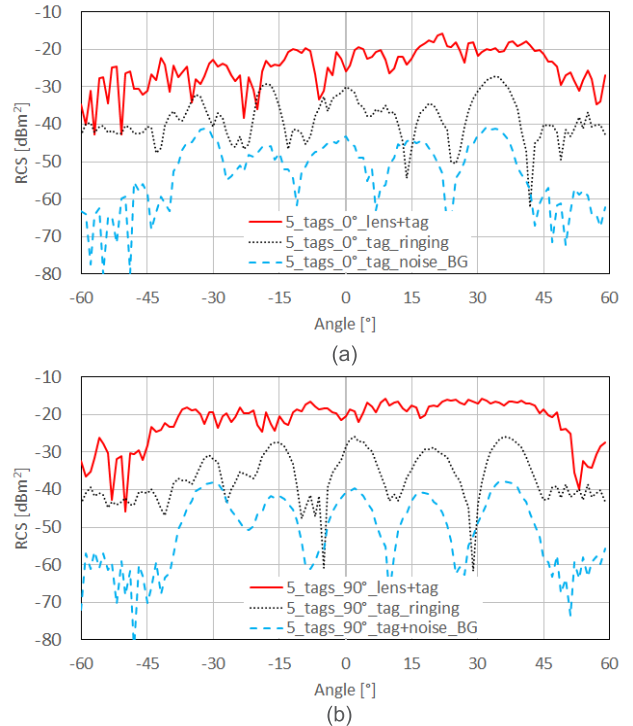 -10
-20
-30
-40
-50
-60
-70
-80
RCS [dBm²]
5_tags_0°_lens+tag
5_tags_0°_tag_ringing
5_tags_0°_tag_noise_BG
-60 -45 -30 -15 0 15 30 45 60
Angle [°]
(a)
-10
-20
-30
-40
-50
-60
-70
-80
RCS [dBm²]
5_tags_90°_lens+tag
5_tags_90°_tag_ringing
5_tags_90°_tag+noise_BG
-60 -45 -30 -15 0 15 30 45 60
Angle [°]
(b)